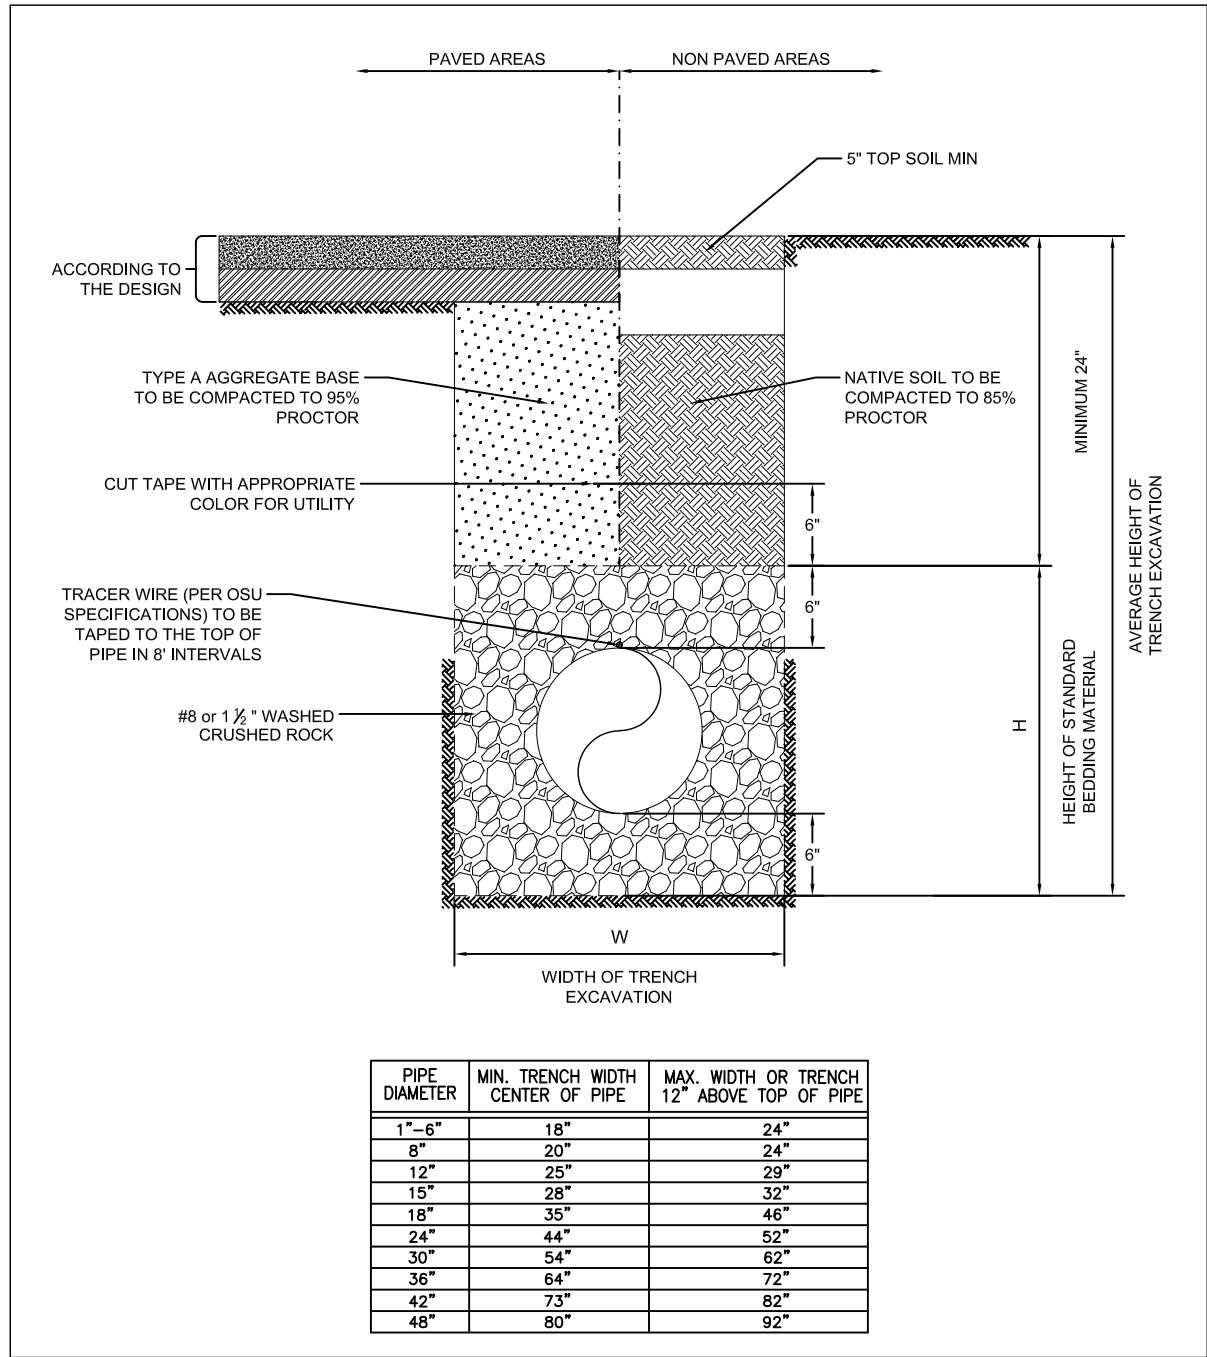 PAVED AREAS
NON PAVED AREAS
5" TOP SOIL MIN
ACCORDING TO
THE DESIGN
TYPE A AGGREGATE BASE
TO BE COMPACTED TO 95%
PROCTOR
NATIVE SOIL TO BE
COMPACTED TO 85%
PROCTOR
MINIMUM 24"
CUT TAPE WITH APPROPRIATE
COLOR FOR UTILITY
6"
AVERAGE HEIGHT OF
TRENCH EXCAVATION
TRACER WIRE (PER OSU
SPECIFICATIONS) TO BE
TAPED TO THE TOP OF
PIPE IN 8' INTERVALS
6"
#8 or 1 ½ " WASHED
CRUSHED ROCK
H
HEIGHT OF STANDARD
BEDDING MATERIAL
6"
W
WIDTH OF TRENCH
EXCAVATION
PIPE DIAMETER MIN. TRENCH WIDTH CENTER OF PIPE MAX. WIDTH OR TRENCH 12" ABOVE TOP OF PIPE
1"-6" 18" 24"
8" 20" 24"
12" 25" 29"
15" 28" 32"
18" 35" 46"
24" 44" 52"
30" 54" 62"
36" 64" 72"
42" 73" 82"
48" 80" 92"